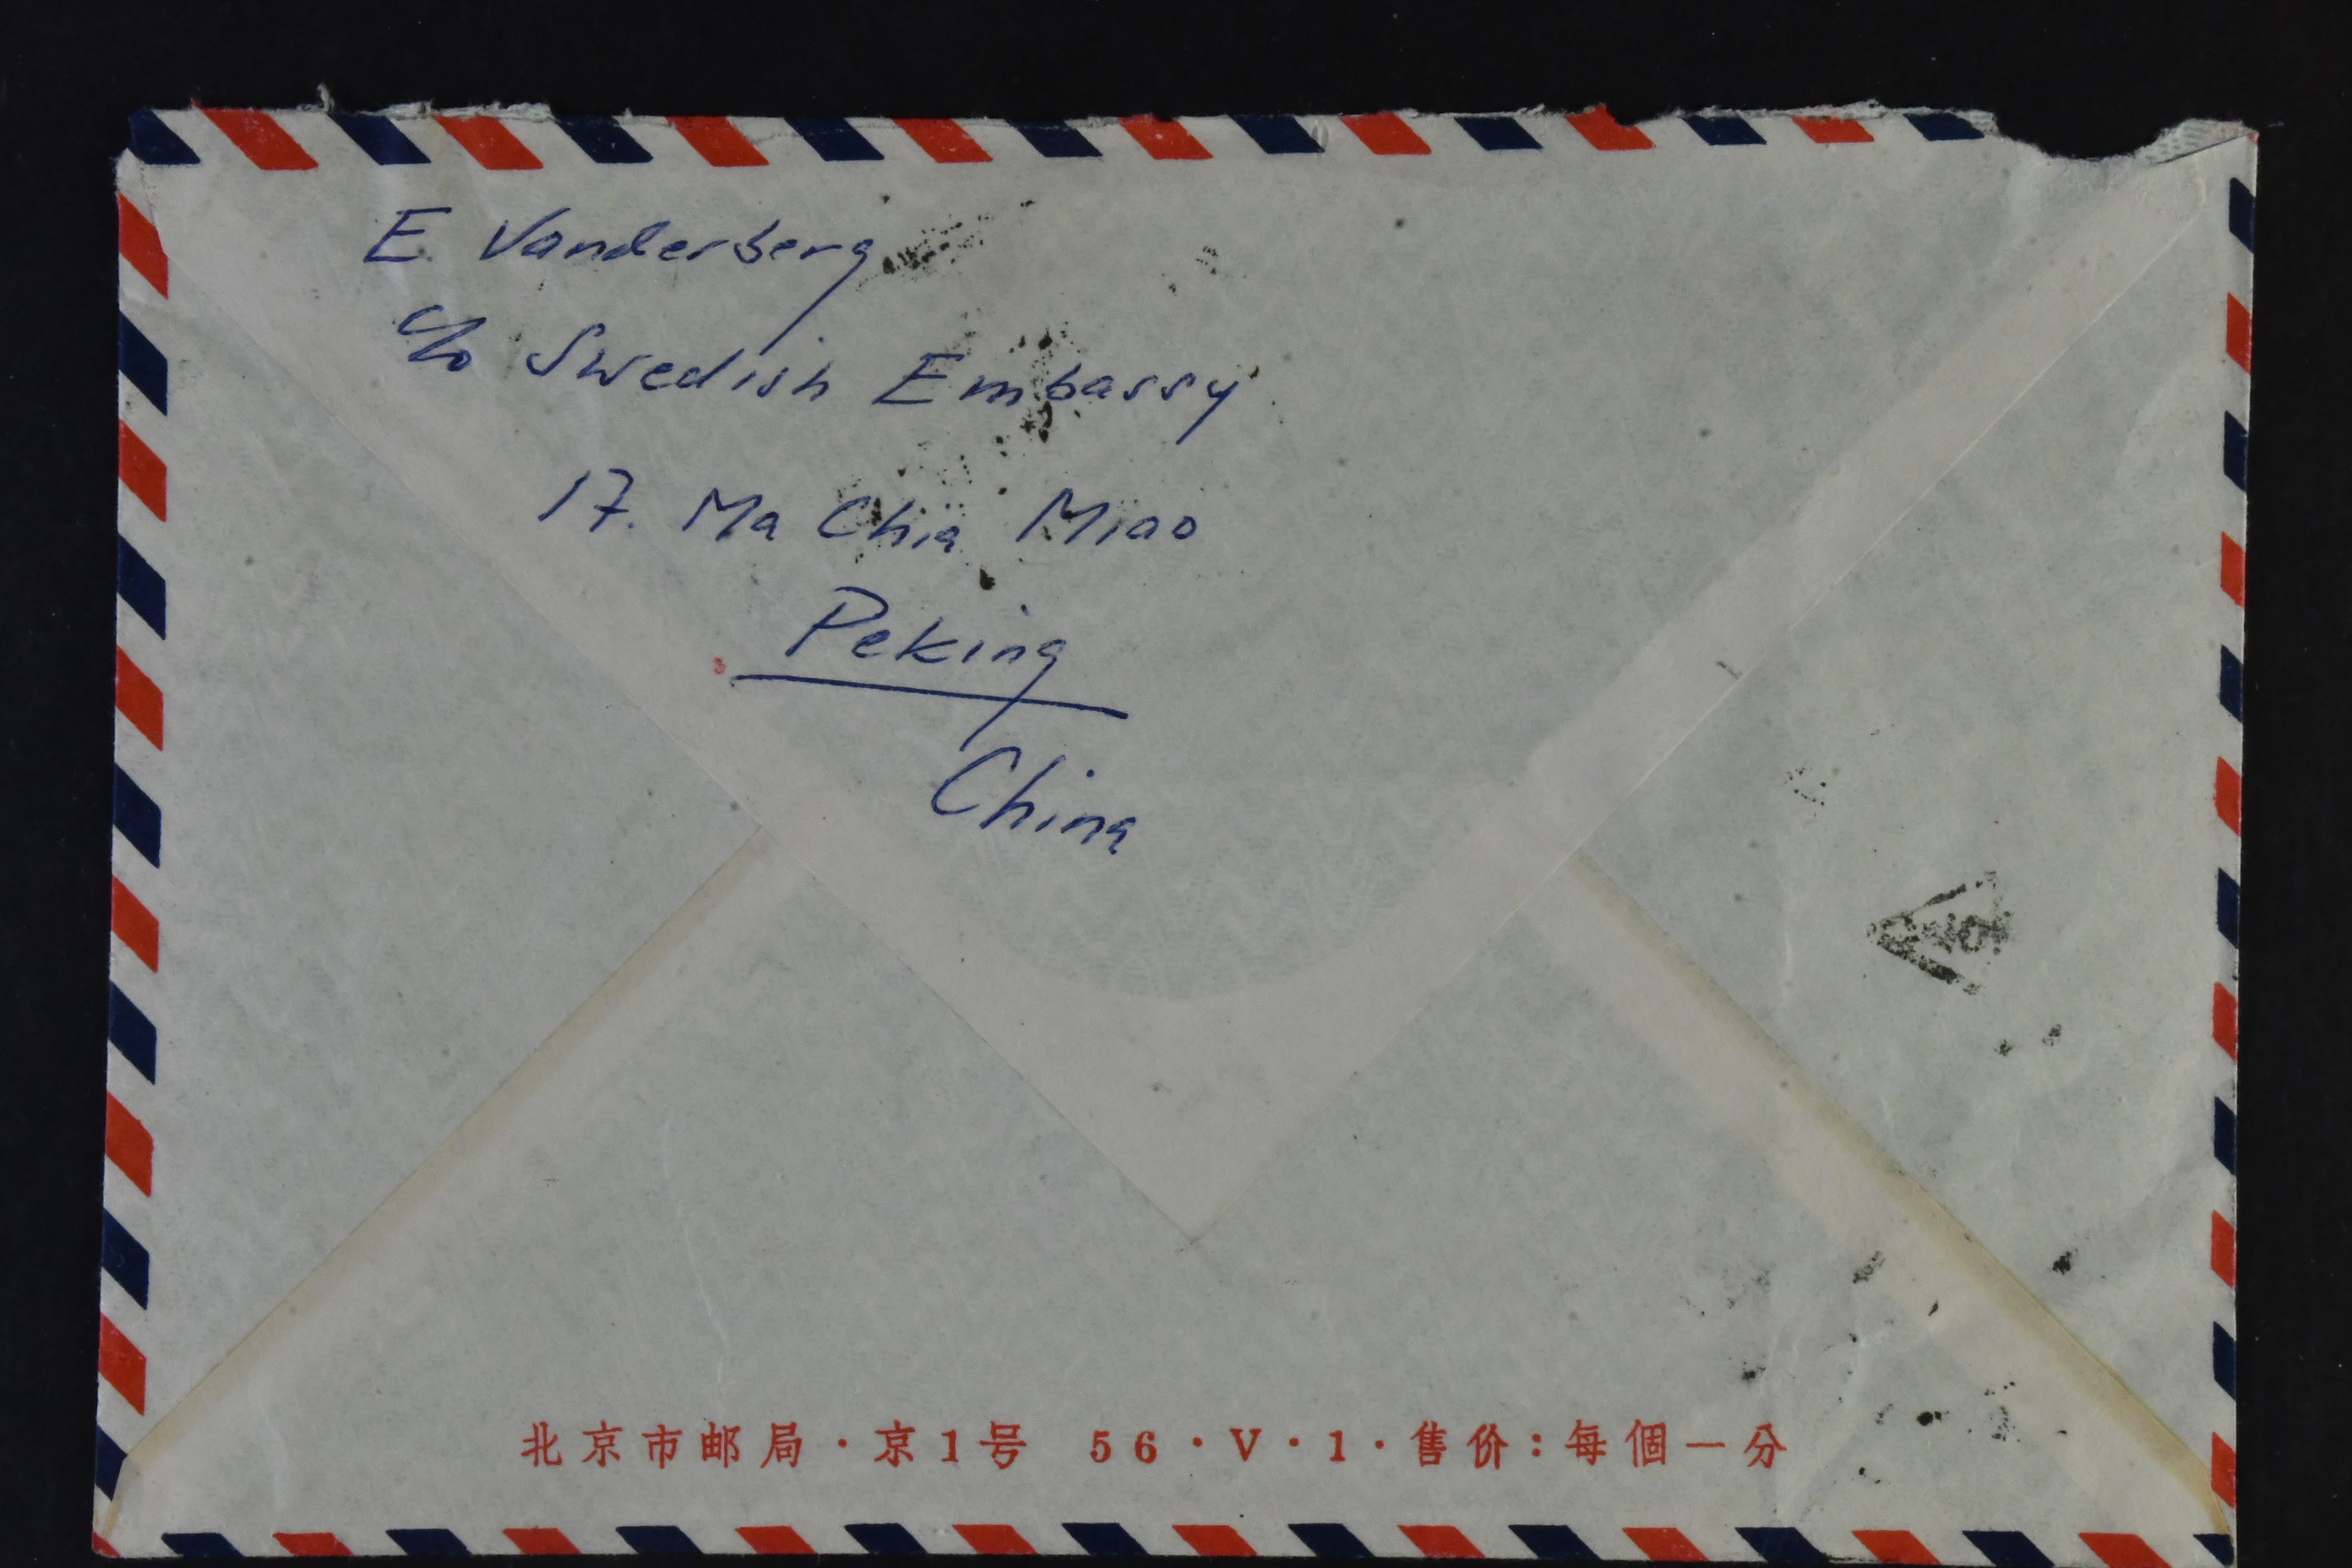 E. Vanderberg
c/o Swedish Embassy
17. Ma Chia Miao
Peking
China
北京市邮局·京1号 56·V·1·售价:每個一分